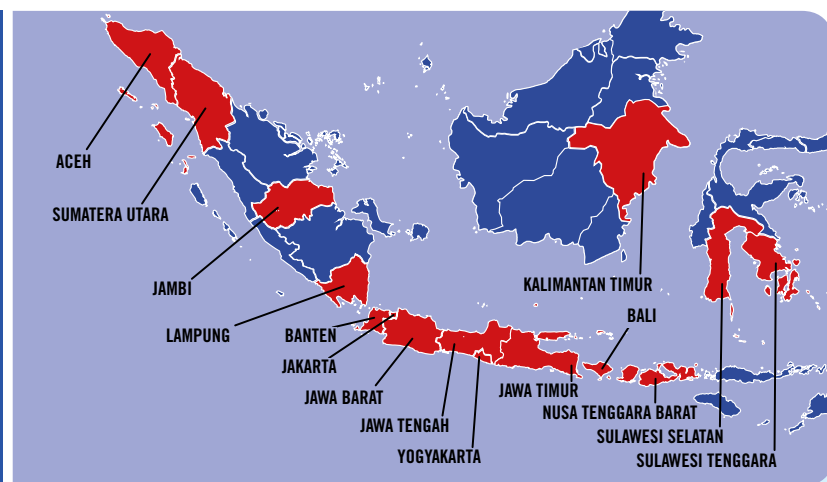 ACEH
SUMATERA UTARA
JAMBI
LAMPUNG
BANTEN
JAKARTA
JAWA BARAT
JAWA TENGAH
YOGYAKARTA
KALIMANTAN TIMUR
BALI
JAWA TIMUR
NUSA TENGGARA BARAT
SULAWESI SELATAN
SULAWESI TENGGARA